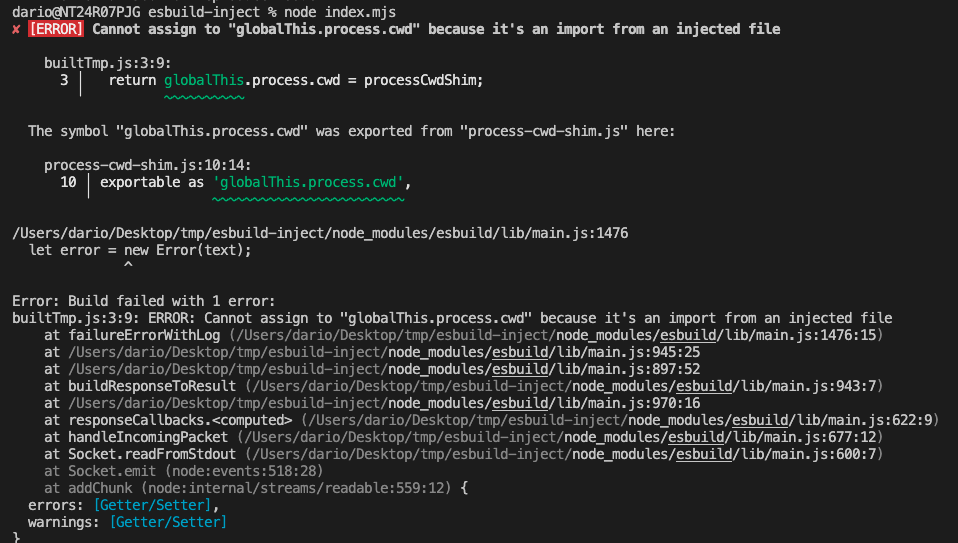 dario@NT24R07PJG esbuild-inject % node index.mjs
✘ [ERROR] Cannot assign to "globalThis.process.cwd" because it's an import from an injected file
builtTmp.js:3:9:
3 │ return globalThis.process.cwd = processCwdShim;
The symbol "globalThis.process.cwd" was exported from "process-cwd-shim.js" here:
process-cwd-shim.js:10:14:
10 │ exportable as 'globalThis.process.cwd',
/Users/dario/Desktop/tmp/esbuild-inject/node_modules/esbuild/lib/main.js:1476
let error = new Error(text);
^
Error: Build failed with 1 error:
builtTmp.js:3:9: ERROR: Cannot assign to "globalThis.process.cwd" because it's an import from an injected file
at failureErrorWithLog (/Users/dario/Desktop/tmp/esbuild-inject/node_modules/esbuild/lib/main.js:1476:15)
at /Users/dario/Desktop/tmp/esbuild-inject/node_modules/esbuild/lib/main.js:945:25
at /Users/dario/Desktop/tmp/esbuild-inject/node_modules/esbuild/lib/main.js:897:52
at buildResponseToResult (/Users/dario/Desktop/tmp/esbuild-inject/node_modules/esbuild/lib/main.js:943:7)
at /Users/dario/Desktop/tmp/esbuild-inject/node_modules/esbuild/lib/main.js:970:16
at responseCallbacks.<computed> (/Users/dario/Desktop/tmp/esbuild-inject/node_modules/esbuild/lib/main.js:622:9)
at handleIncomingPacket (/Users/dario/Desktop/tmp/esbuild-inject/node_modules/esbuild/lib/main.js:677:12)
at Socket.readFromStdout (/Users/dario/Desktop/tmp/esbuild-inject/node_modules/esbuild/lib/main.js:600:7)
at Socket.emit (node:events:518:28)
at addChunk (node:internal/streams/readable:559:12) {
errors: [Getter/Setter],
warnings: [Getter/Setter]
}